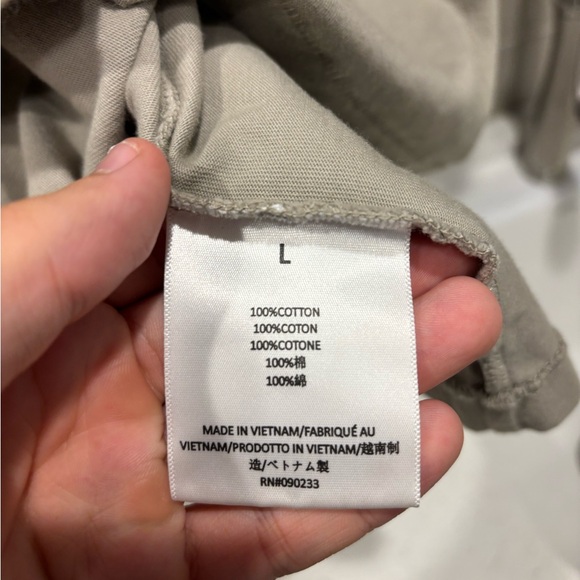 L
100%COTTON
100%COTON
100%COTONE
100%棉
100%綿
MADE IN VIETNAM/FABRIQUÉ AU
VIETNAM/PRODOTTO IN VIETNAM/越南制
造/ベトナム製
RN#090233